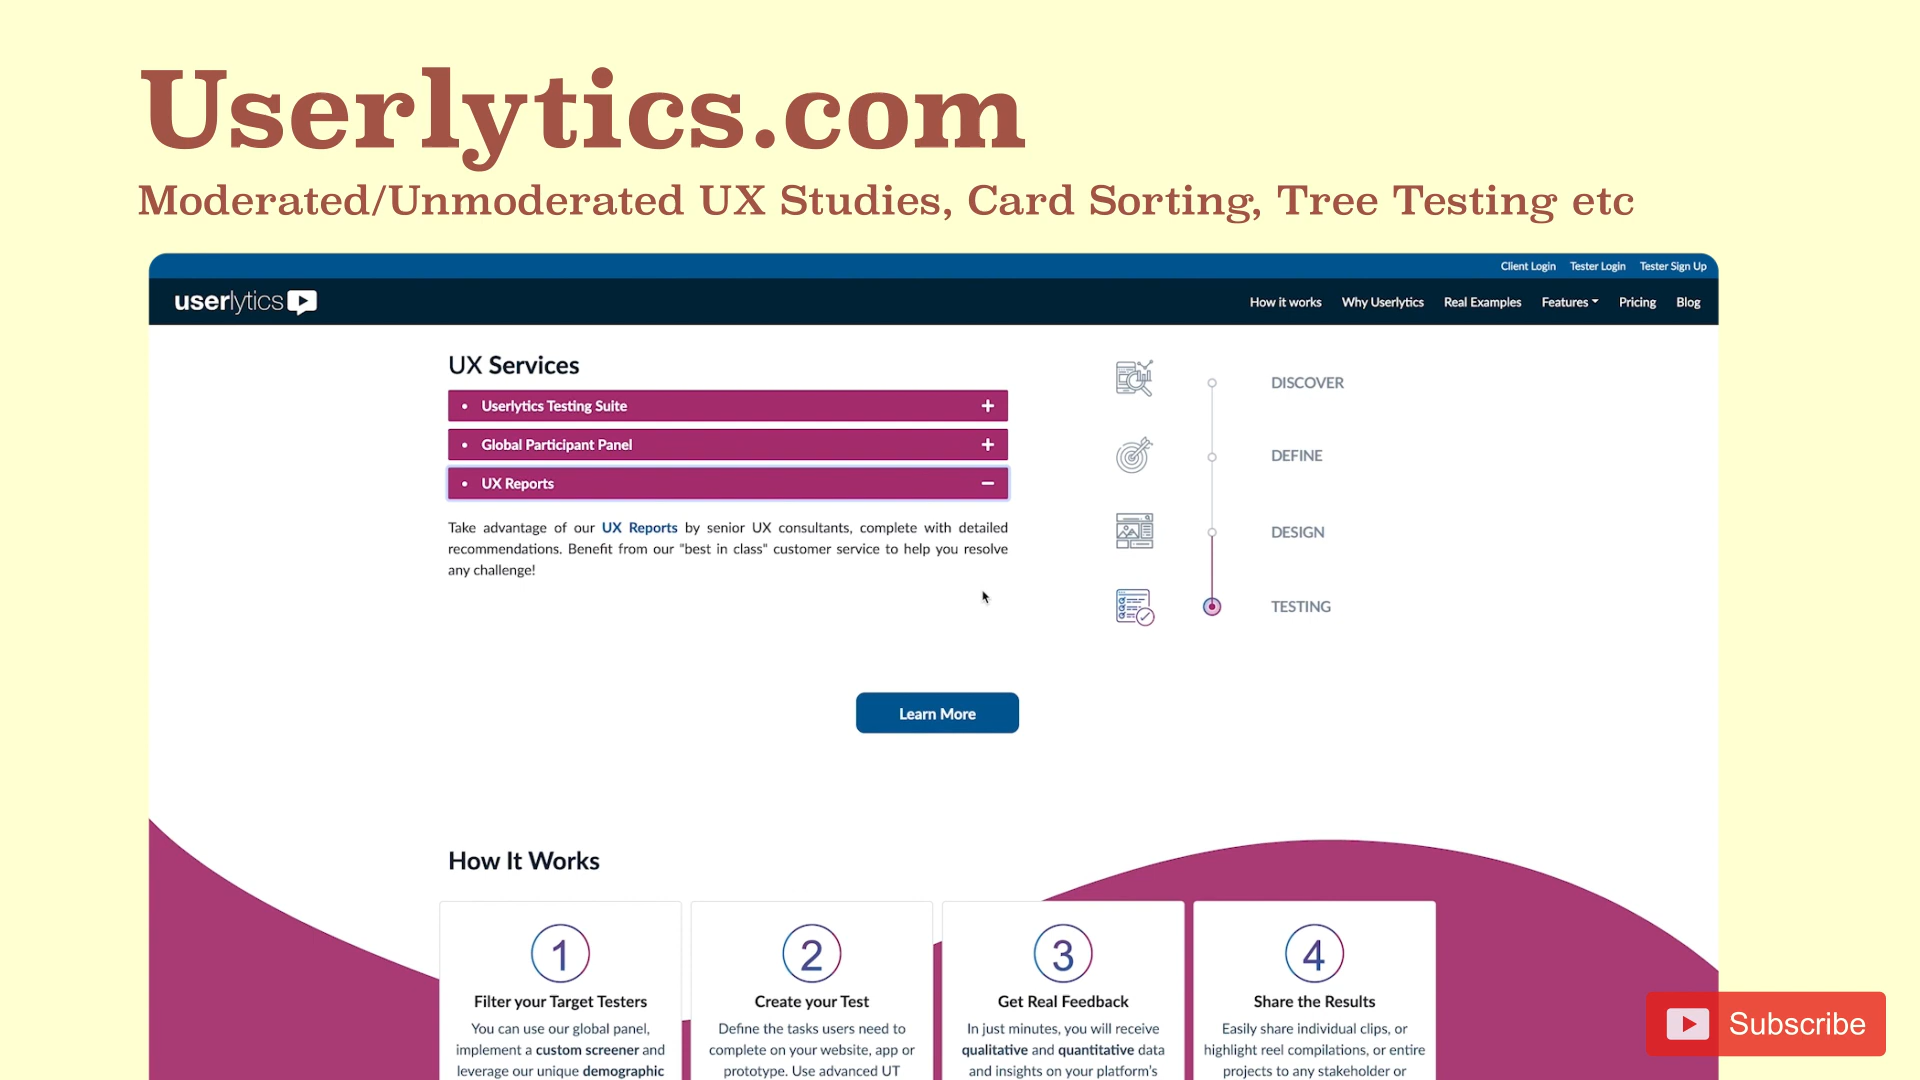 Userlytics.com
Moderated/Unmoderated UX Studies, Card Sorting, Tree Testing etc
Client Login Tester Login Tester Sign Up
userlytics
How it works Why Userlytics Real Examples Features Pricing Blog
UX Services
• Userlytics Testing Suite +
• Global Participant Panel +
• UX Reports −
Take advantage of our UX Reports by senior UX consultants, complete with detailed
recommendations. Benefit from our "best in class" customer service to help you resolve
any challenge!
DISCOVER
DEFINE
DESIGN
TESTING
Learn More
How It Works
1
Filter your Target Testers
You can use our global panel,
implement a custom screener and
leverage our unique demographic
2
Create your Test
Define the tasks users need to
complete on your website, app or
prototype. Use advanced UT
3
Get Real Feedback
In just minutes, you will receive
qualitative and quantitative data
and insights on your platform's
4
Share the Results
Easily share individual clips, or
highlight reel compilations, or entire
projects to any stakeholder or
Subscribe